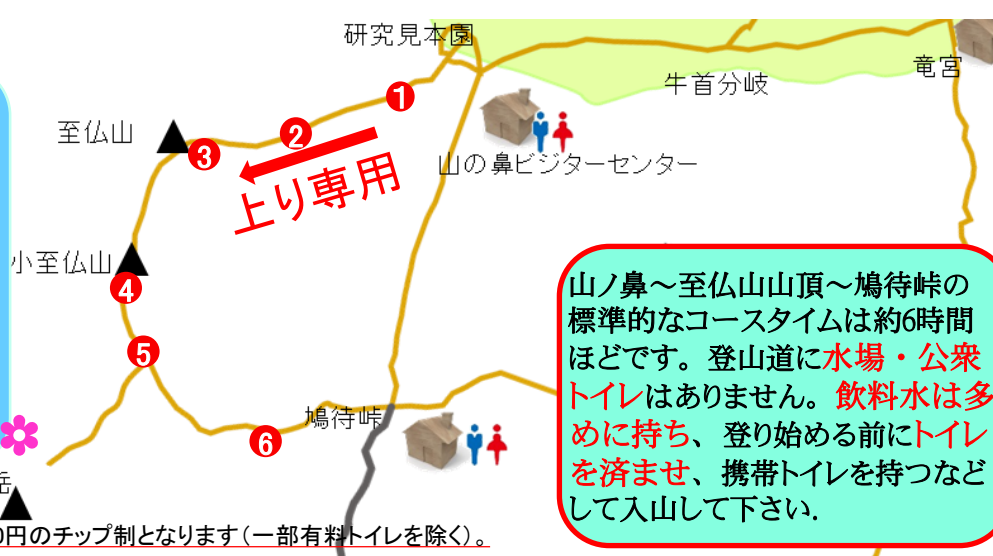 研究見本園
竜宮
牛首分岐
❶
至仏山
❷
❸
山の鼻ビジターセンター
上り専用
小至仏山
❹
山ノ鼻～至仏山山頂～鳩待峠の
標準的なコースタイムは約6時間
ほどです。登山道に水場・公衆
トイレはありません。飲料水は多
めに持ち、登り始める前にトイレ
を済ませ、携帯トイレを持つなど
して入山して下さい.
❺
鳩待峠
❻
岳
0円のチップ制となります（一部有料トイレを除く）。